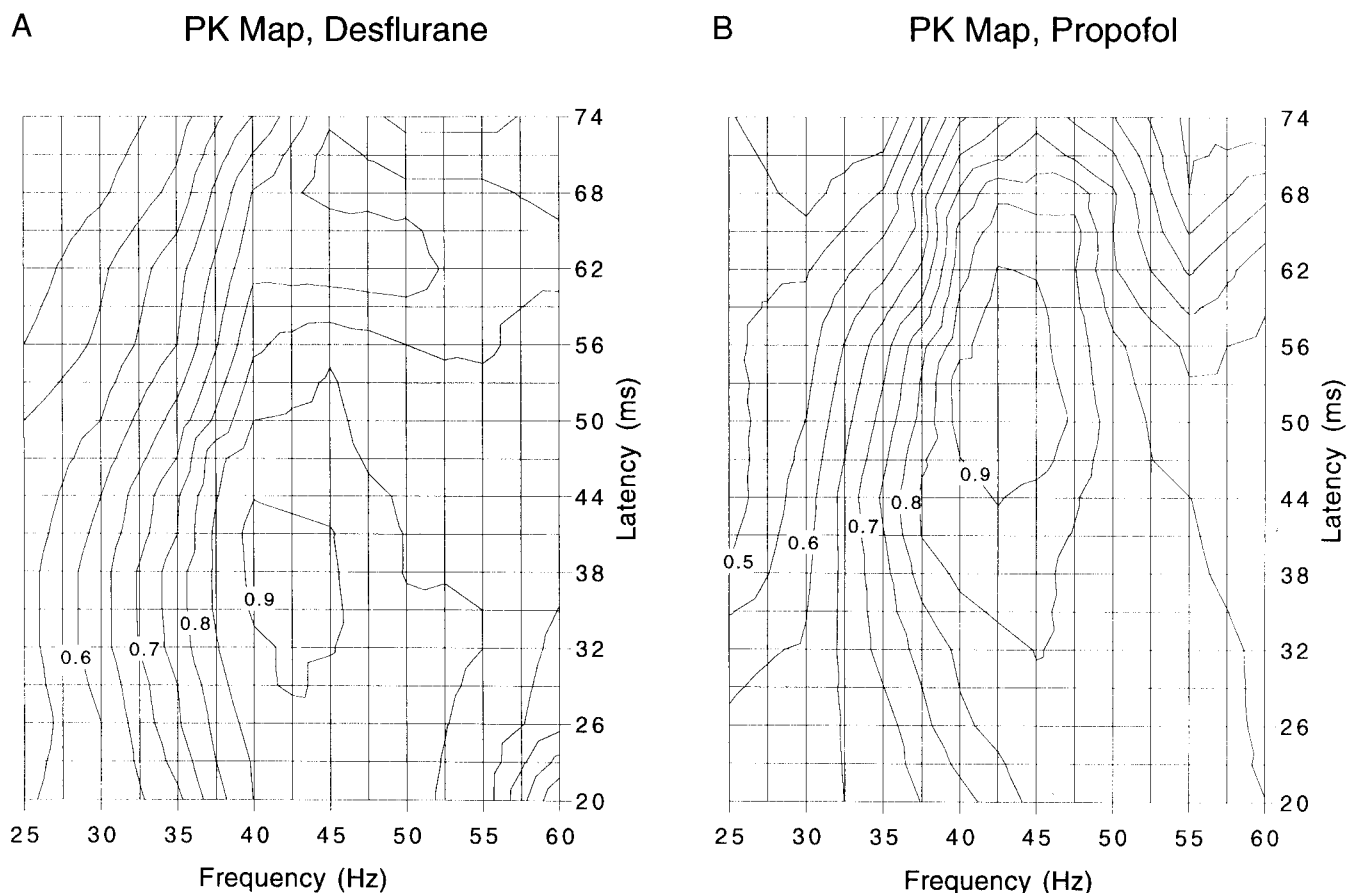 A
PK Map, Desflurane
74
68
62
56
50
44
38
32
26
20
Latency (ms)
0.9
0.8
0.7
0.6
25 30 35 40 45 50 55 60
Frequency (Hz)
B
PK Map, Propofol
74
68
62
56
50
44
38
32
26
20
Latency (ms)
0.9
0.8
0.7
0.6
0.5
25 30 35 40 45 50 55 60
Frequency (Hz)